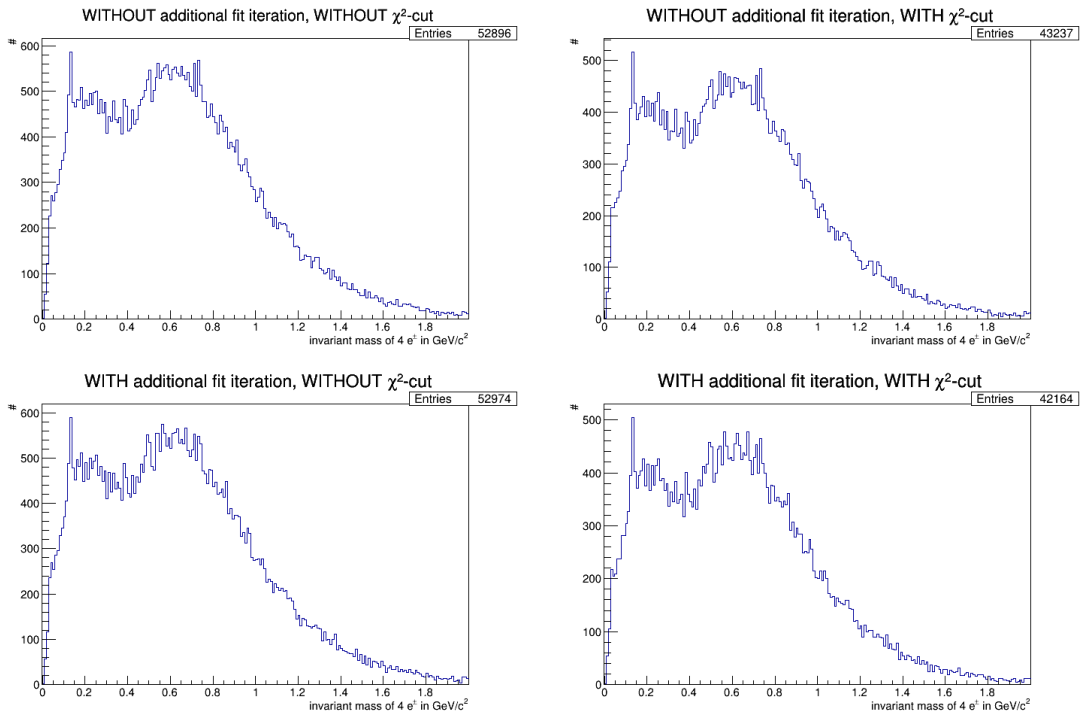 WITHOUT additional fit iteration, WITHOUT χ²-cut
Entries 52896
#
600
500
400
300
200
100
0
0 0.2 0.4 0.6 0.8 1 1.2 1.4 1.6 1.8
invariant mass of 4 e± in GeV/c²
WITHOUT additional fit iteration, WITH χ²-cut
Entries 43237
#
500
400
300
200
100
0
0 0.2 0.4 0.6 0.8 1 1.2 1.4 1.6 1.8
invariant mass of 4 e± in GeV/c²
WITH additional fit iteration, WITHOUT χ²-cut
Entries 52974
#
600
500
400
300
200
100
0
0 0.2 0.4 0.6 0.8 1 1.2 1.4 1.6 1.8
invariant mass of 4 e± in GeV/c²
WITH additional fit iteration, WITH χ²-cut
Entries 42164
#
500
400
300
200
100
0
0 0.2 0.4 0.6 0.8 1 1.2 1.4 1.6 1.8
invariant mass of 4 e± in GeV/c²